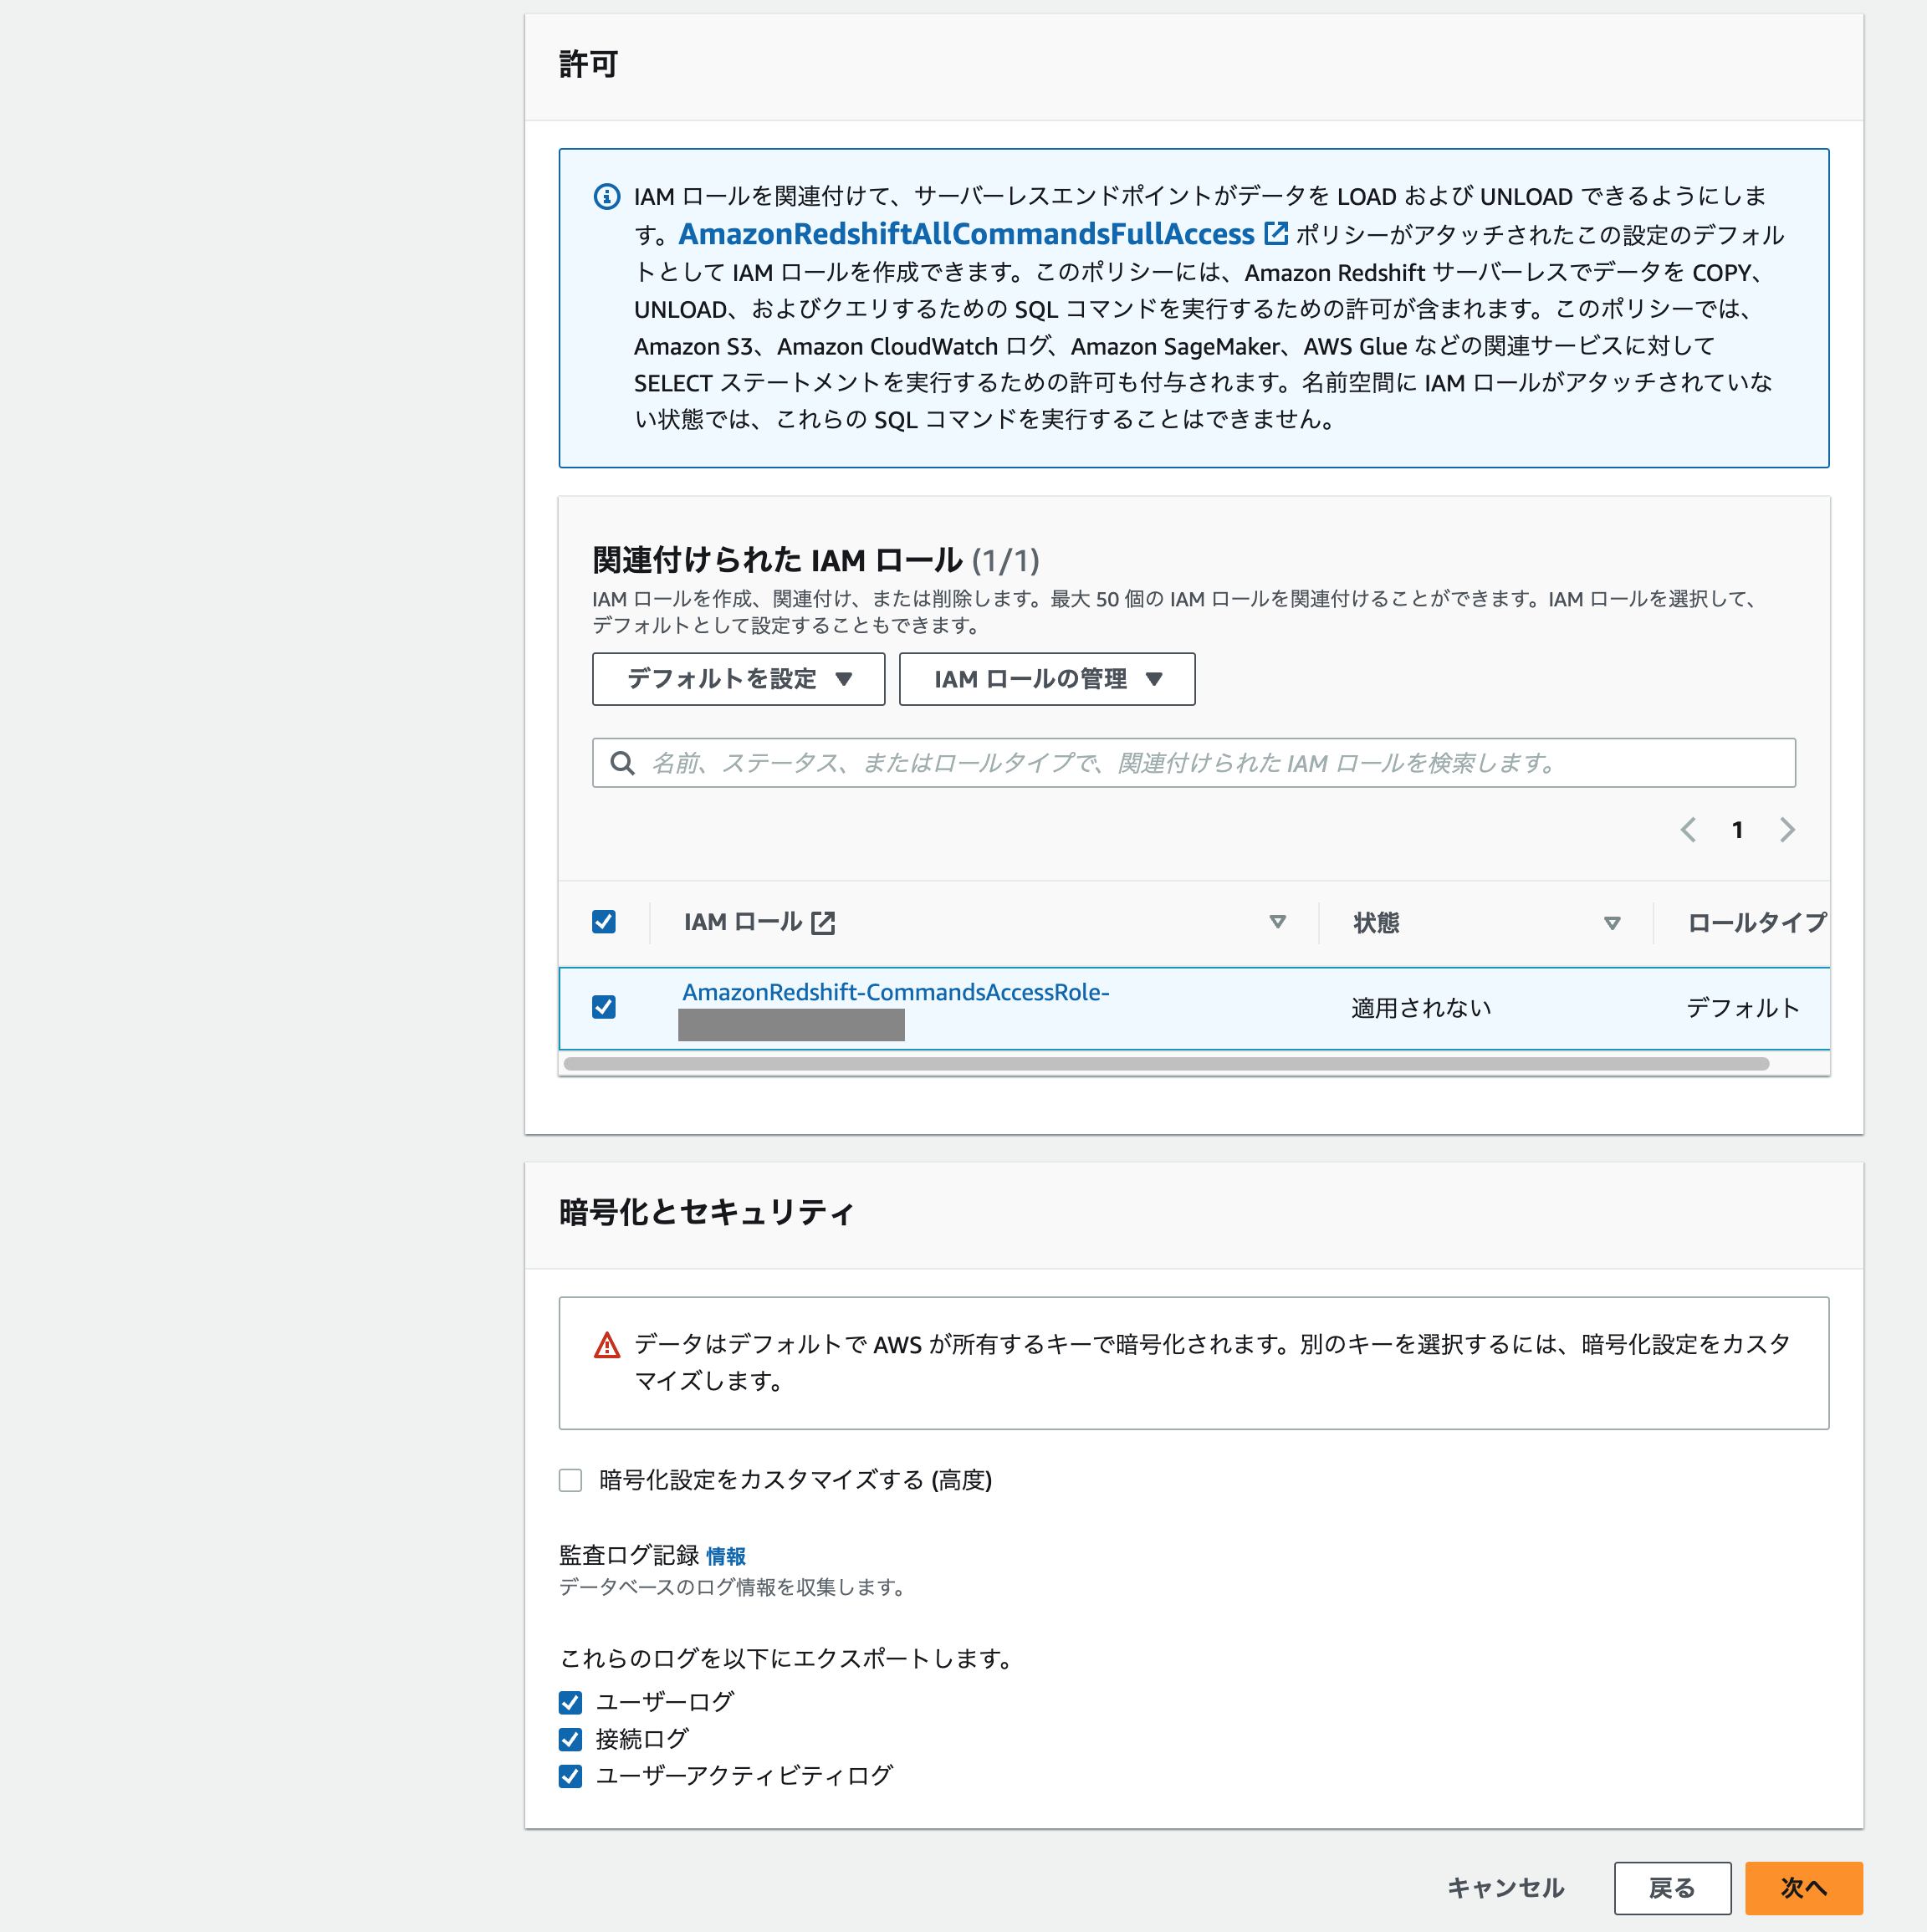 許可
IAM ロールを関連付けて、サーバーレスエンドポイントがデータを LOAD および UNLOAD できるようにしま
す。AmazonRedshiftAllCommandsFullAccess ポリシーがアタッチされたこの設定のデフォル
トとして IAM ロールを作成できます。このポリシーには、Amazon Redshift サーバーレスでデータを COPY、
UNLOAD、およびクエリするための SQL コマンドを実行するための許可が含まれます。このポリシーでは、
Amazon S3、Amazon CloudWatch ログ、Amazon SageMaker、AWS Glue などの関連サービスに対して
SELECT ステートメントを実行するための許可も付与されます。名前空間に IAM ロールがアタッチされていな
い状態では、これらの SQL コマンドを実行することはできません。
関連付けられた IAM ロール (1/1)
IAM ロールを作成、関連付け、または削除します。最大 50 個の IAM ロールを関連付けることができます。IAM ロールを選択して、
デフォルトとして設定することもできます。
デフォルトを設定 IAM ロールの管理
名前、ステータス、またはロールタイプで、関連付けられた IAM ロールを検索します。
1
IAM ロール 状態 ロールタイプ
AmazonRedshift-CommandsAccessRole- 適用されない デフォルト
暗号化とセキュリティ
データはデフォルトで AWS が所有するキーで暗号化されます。別のキーを選択するには、暗号化設定をカスタ
マイズします。
暗号化設定をカスタマイズする (高度)
監査ログ記録 情報
データベースのログ情報を収集します。
これらのログを以下にエクスポートします。
ユーザーログ
接続ログ
ユーザーアクティビティログ
キャンセル 戻る 次へ